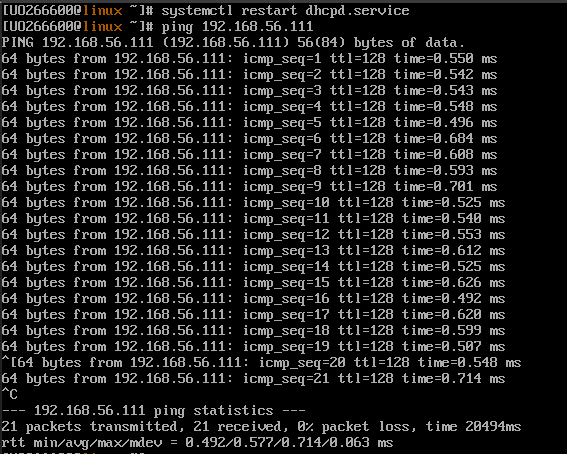 [UO266600@linux ~]# systemctl restart dhcpd.service
[UO266600@linux ~]# ping 192.168.56.111
PING 192.168.56.111 (192.168.56.111) 56(84) bytes of data.
64 bytes from 192.168.56.111: icmp_seq=1 ttl=128 time=0.550 ms
64 bytes from 192.168.56.111: icmp_seq=2 ttl=128 time=0.542 ms
64 bytes from 192.168.56.111: icmp_seq=3 ttl=128 time=0.543 ms
64 bytes from 192.168.56.111: icmp_seq=4 ttl=128 time=0.548 ms
64 bytes from 192.168.56.111: icmp_seq=5 ttl=128 time=0.496 ms
64 bytes from 192.168.56.111: icmp_seq=6 ttl=128 time=0.684 ms
64 bytes from 192.168.56.111: icmp_seq=7 ttl=128 time=0.608 ms
64 bytes from 192.168.56.111: icmp_seq=8 ttl=128 time=0.593 ms
64 bytes from 192.168.56.111: icmp_seq=9 ttl=128 time=0.701 ms
64 bytes from 192.168.56.111: icmp_seq=10 ttl=128 time=0.525 ms
64 bytes from 192.168.56.111: icmp_seq=11 ttl=128 time=0.540 ms
64 bytes from 192.168.56.111: icmp_seq=12 ttl=128 time=0.553 ms
64 bytes from 192.168.56.111: icmp_seq=13 ttl=128 time=0.612 ms
64 bytes from 192.168.56.111: icmp_seq=14 ttl=128 time=0.525 ms
64 bytes from 192.168.56.111: icmp_seq=15 ttl=128 time=0.626 ms
64 bytes from 192.168.56.111: icmp_seq=16 ttl=128 time=0.492 ms
64 bytes from 192.168.56.111: icmp_seq=17 ttl=128 time=0.620 ms
64 bytes from 192.168.56.111: icmp_seq=18 ttl=128 time=0.599 ms
64 bytes from 192.168.56.111: icmp_seq=19 ttl=128 time=0.507 ms
^[64 bytes from 192.168.56.111: icmp_seq=20 ttl=128 time=0.548 ms
64 bytes from 192.168.56.111: icmp_seq=21 ttl=128 time=0.714 ms
^C
--- 192.168.56.111 ping statistics ---
21 packets transmitted, 21 received, 0% packet loss, time 20494ms
rtt min/avg/max/mdev = 0.492/0.577/0.714/0.063 ms